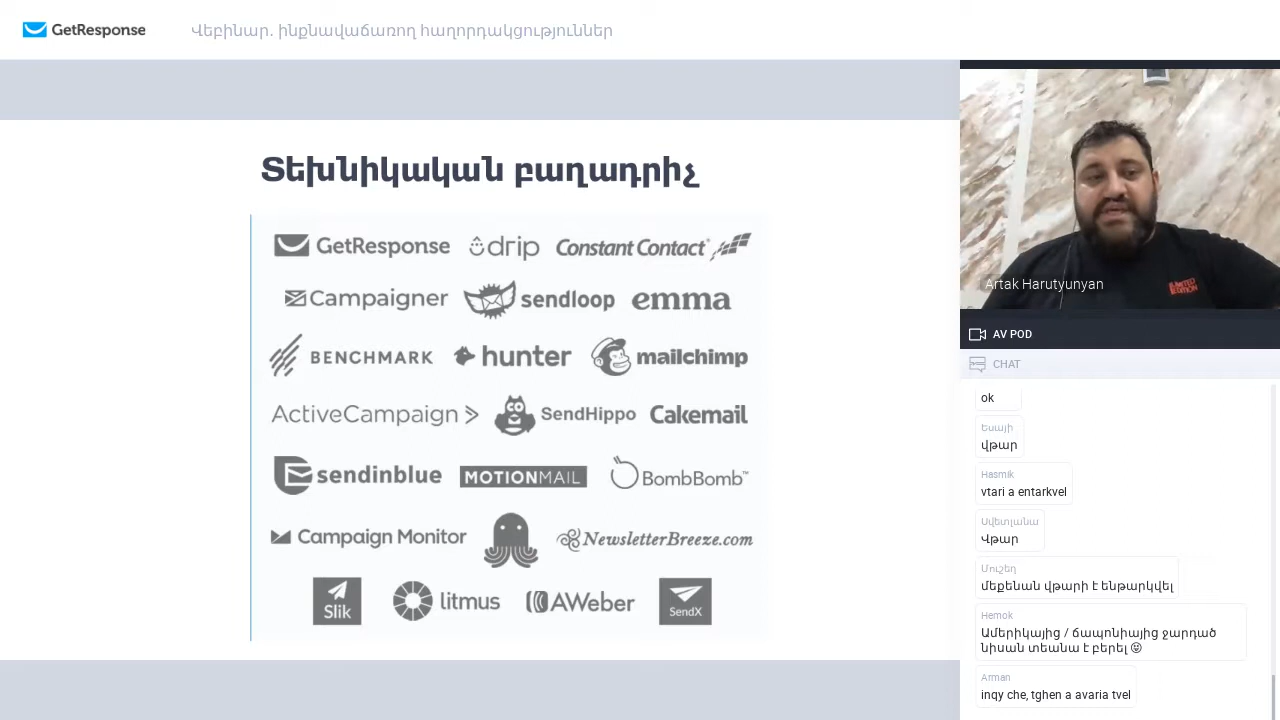 GetResponse
Վեբինար. ինքնավաճառող հաղորդակցություններ
Տեխնիկական բաղադրիչ
GetResponse drip Constant Contact
Campaigner sendloop emma
BENCHMARK hunter mailchimp
ActiveCampaign SendHippo Cakemail
sendinblue MOTIONMAIL BombBomb™
Campaign Monitor NewsletterBreeze.com
Slik litmus AWeber SendX
Artak Harutyunyan
LIMITED
EDITION
AV POD
CHAT
ok
Եսայի
վթար
Hasmik
vtari a entarkvel
Սվետլանա
Վթար
Մուշեղ
մեքենան վթարի է ենթարկվել
Hemok
Ամերիկայից / ճապոնիայից ջարդած
նիսան տեանա է բերել 😝
Arman
inqy che, tghen a avaria tvel